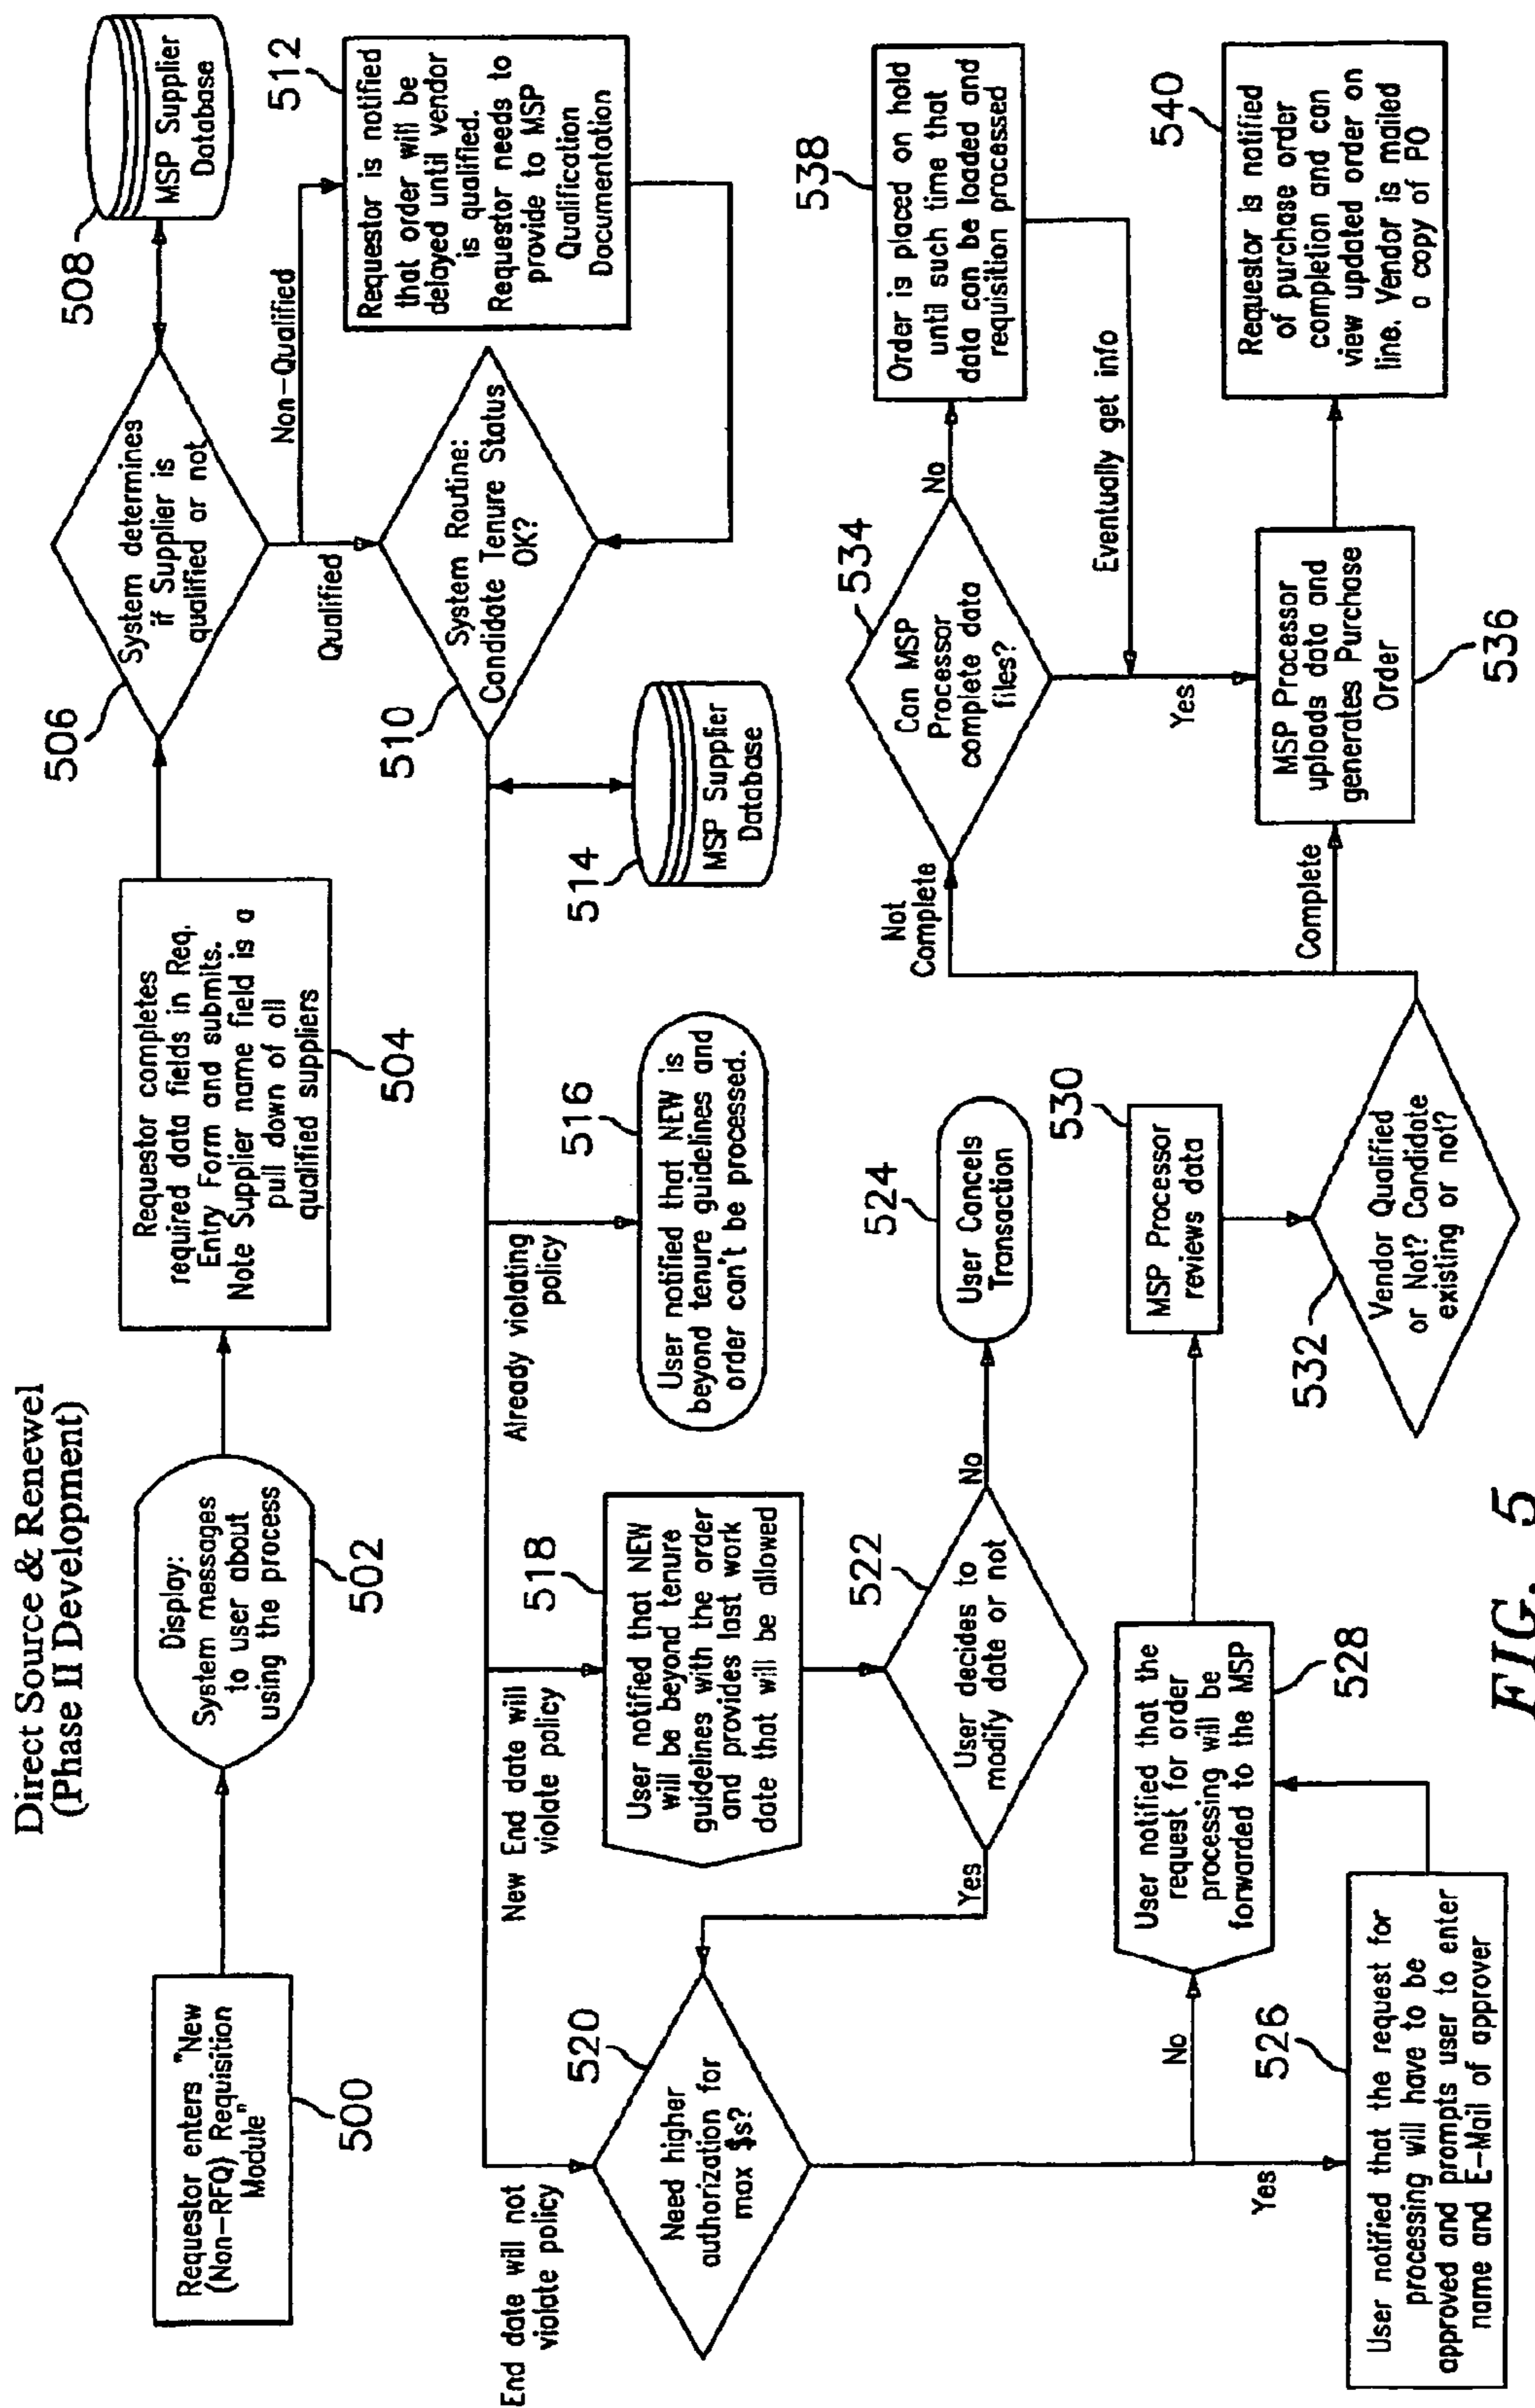 Direct Source & Renewel
(Phase II Development)
Requestor enters "New
(Non-RFQ) Requisition
Module"
500
Display:
System messages
to user about
using the process
502
Requestor completes
required data fields in Req.
Entry Form and submits.
Note Supplier name field is a
pull down of all
qualified suppliers
504
506
System determines
if Supplier is
qualified or not
508
MSP Supplier
Database
Non-Qualified
Qualified
512
Requestor is notified
that order will be
delayed until vendor
is qualified.
Requestor needs to
provide to MSP
Qualification
Documentation
510
System Routine:
Candidate Tenure Status
OK?
514
MSP Supplier
Database
Already violating
policy
516
User notified that NEW is
beyond tenure guidelines and
order can't be processed.
New End date will
violate policy
518
User notified that NEW
will be beyond tenure
guidelines with the order
and provides last work
date that will be allowed
End date will not
violate policy
520
Need higher
authorization for
max $s?
522
User decides to
modify date or not
Yes
No
524
User Cancels
Transaction
No
Yes
526
User notified that the request for
processing will have to be
approved and prompts user to enter
name and E-Mail of approver
User notified that the
request for order
processing will be
forwarded to the MSP
528
530
MSP Processor
reviews data
532
Vendor Qualified
or Not? Candidate
existing or not?
Not
Complete
Complete
534
Can MSP
Processor
complete data
files?
No
Yes
538
Order is placed on hold
until such time that
data can be loaded and
requisition processed
Eventually get info
MSP Processor
uploads data and
generates Purchase
Order
536
540
Requestor is notified
of purchase order
completion and can
view updated order on
line. Vendor is mailed
a copy of PO
FIG. 5